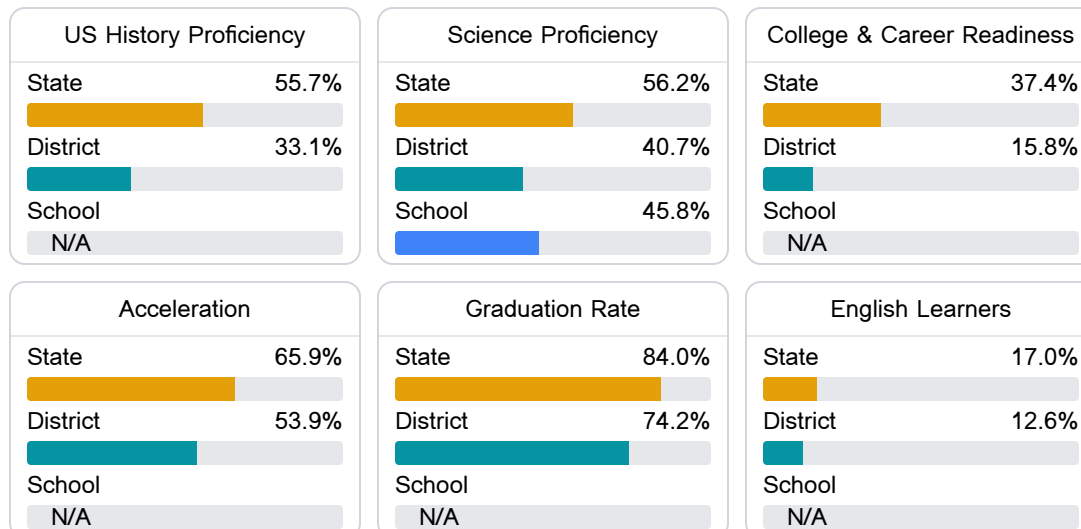 US History Proficiency
State 55.7%
District 33.1%
School
N/A
Science Proficiency
State 56.2%
District 40.7%
School 45.8%
College & Career Readiness
State 37.4%
District 15.8%
School
N/A
Acceleration
State 65.9%
District 53.9%
School
N/A
Graduation Rate
State 84.0%
District 74.2%
School
N/A
English Learners
State 17.0%
District 12.6%
School
N/A